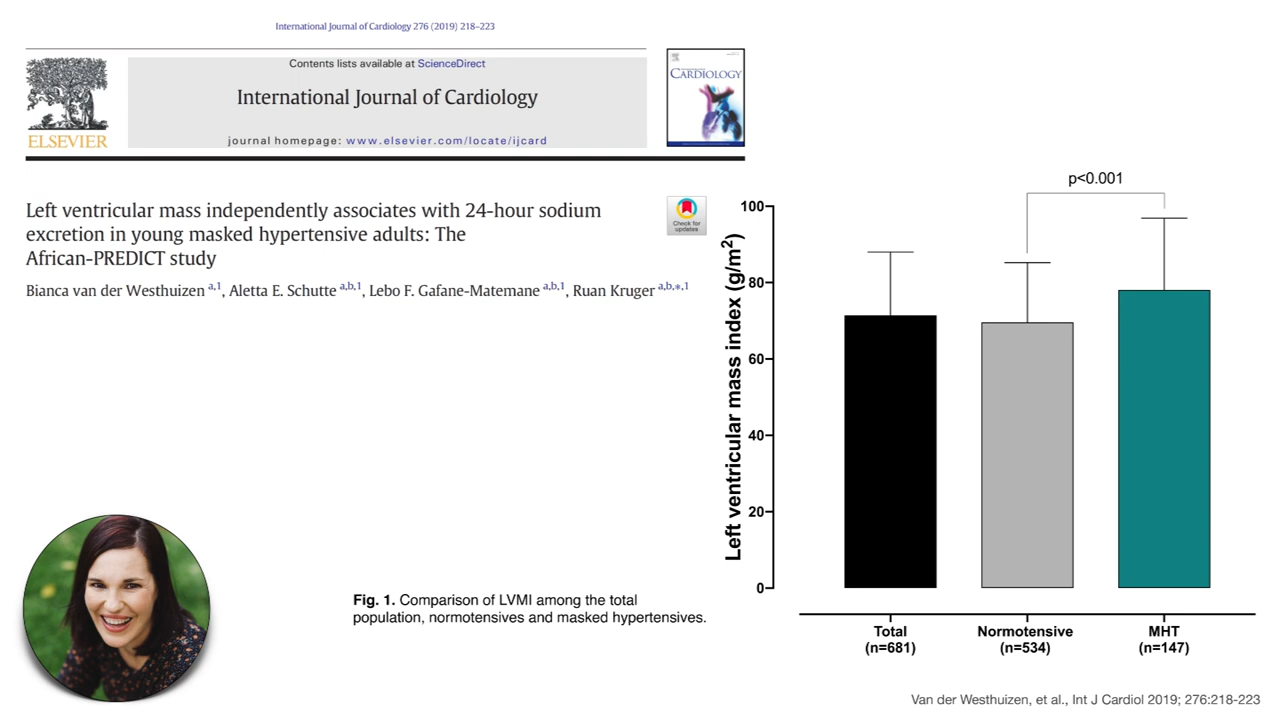 International Journal of Cardiology 276 (2019) 218–223
Contents lists available at ScienceDirect
International Journal of Cardiology
journal homepage: www.elsevier.com/locate/ijcard
ELSEVIER
CARDIOLOGY
Left ventricular mass independently associates with 24-hour sodium
excretion in young masked hypertensive adults: The
African-PREDICT study
Check for
updates
Bianca van der Westhuizen a,1, Aletta E. Schutte a,b,1, Lebo F. Gafane-Matemane a,b,1, Ruan Kruger a,b,*,1
p<0.001
Left ventricular mass index (g/m²)
100
80
60
40
20
0
Total
(n=681)
Normotensive
(n=534)
MHT
(n=147)
Fig. 1. Comparison of LVMI among the total
population, normotensives and masked hypertensives.
Van der Westhuizen, et al., Int J Cardiol 2019; 276:218-223